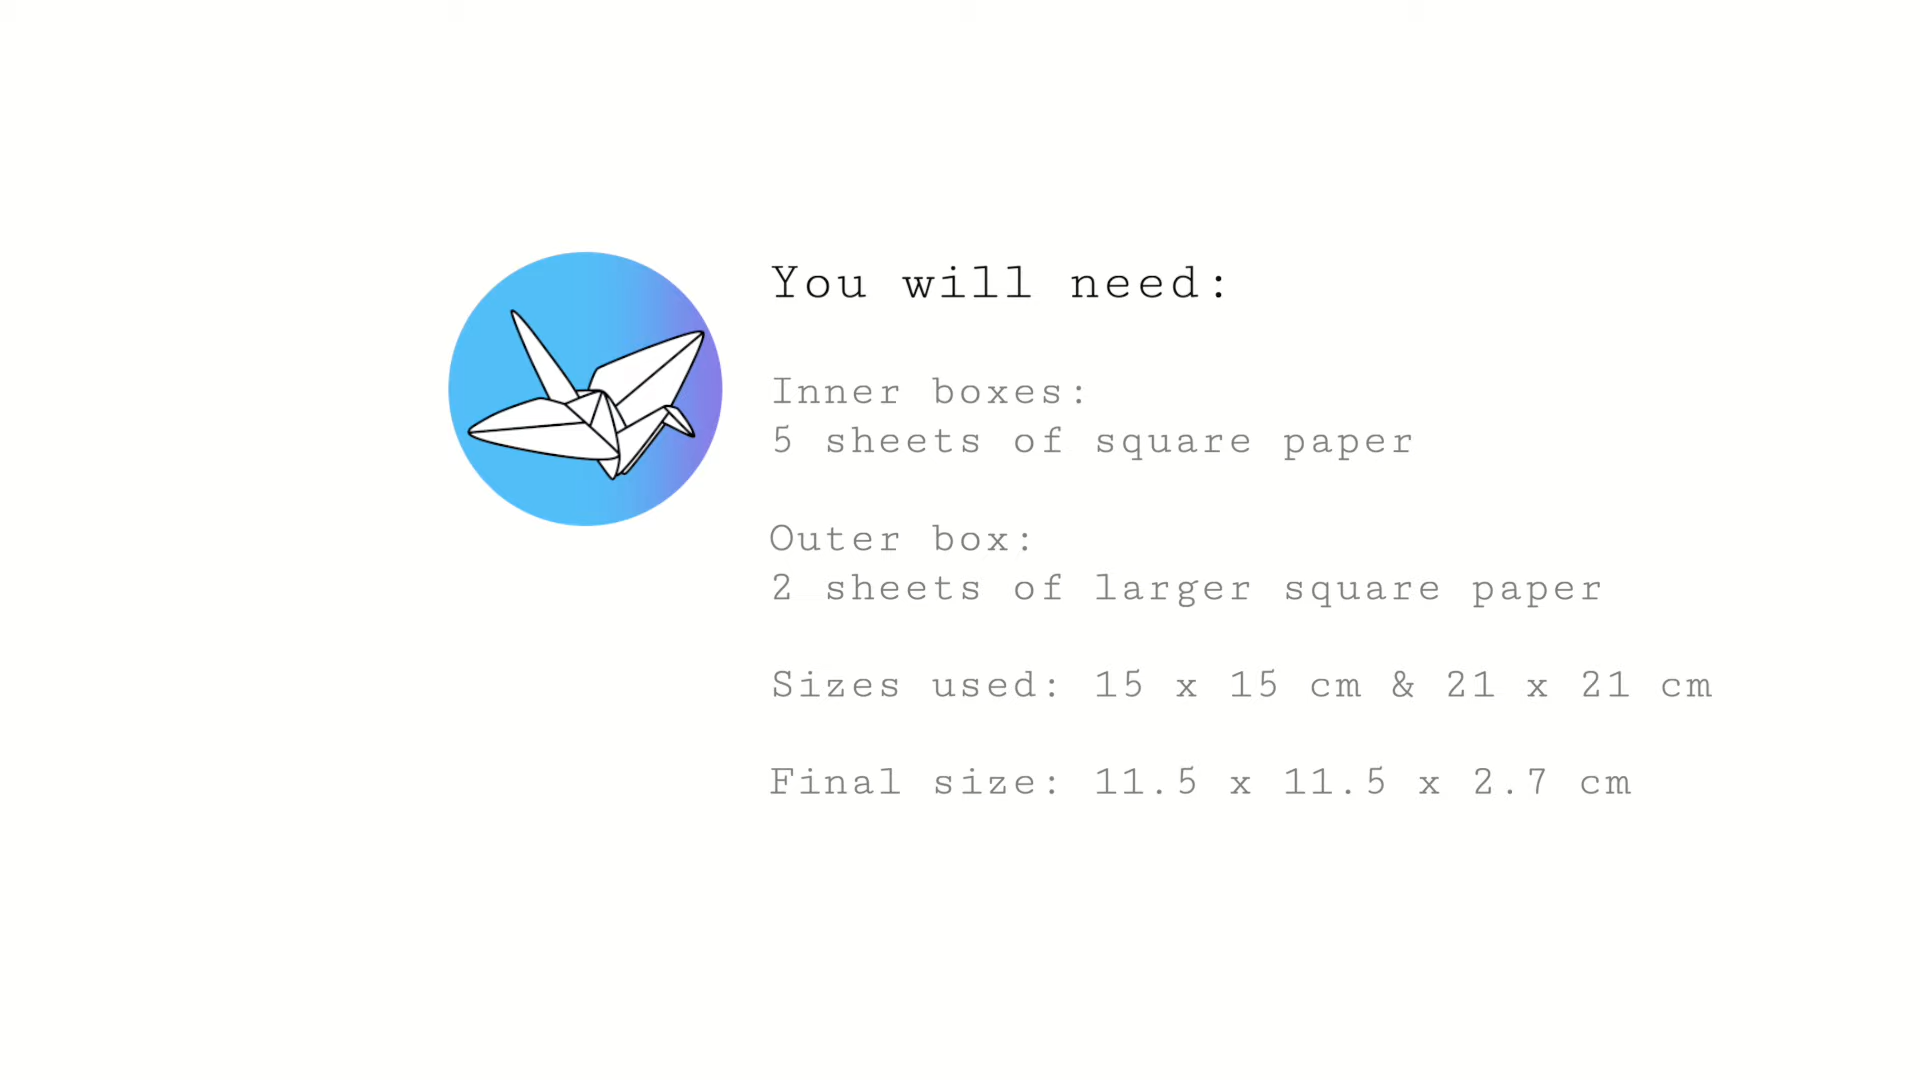 You will need:
Inner boxes:
5 sheets of square paper
Outer box:
2 sheets of larger square paper
Sizes used: 15 x 15 cm & 21 x 21 cm
Final size: 11.5 x 11.5 x 2.7 cm